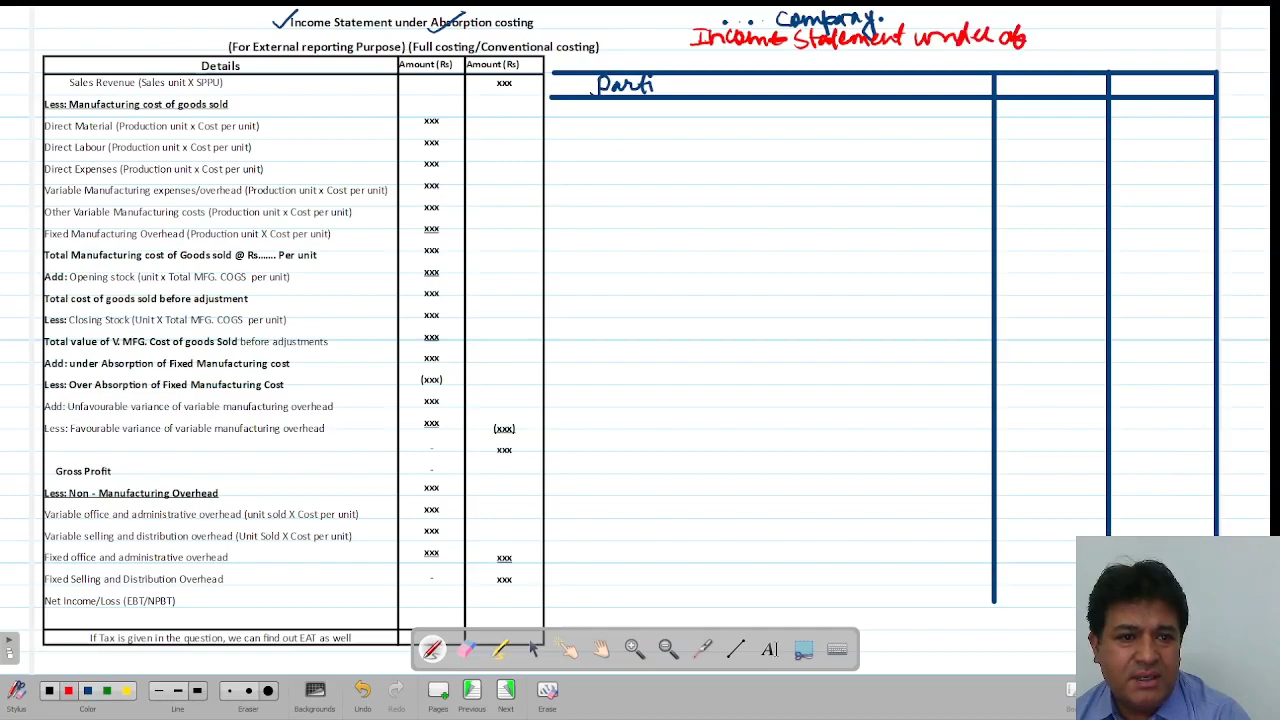 Income Statement under Absorption costing
(For External reporting Purpose) (Full costing/Conventional costing)
Details Amount (Rs) Amount (Rs)
Sales Revenue (Sales unit X SPPU) xxx
Less: Manufacturing cost of goods sold
Direct Material (Production unit x Cost per unit) xxx
Direct Labour (Production unit x Cost per unit) xxx
Direct Expenses (Production unit x Cost per unit) xxx
Variable Manufacturing expenses/overhead (Production unit x Cost per unit) xxx
Other Variable Manufacturing costs (Production unit x Cost per unit) xxx
Fixed Manufacturing Overhead (Production unit X Cost per unit) xxx
Total Manufacturing cost of Goods sold @ Rs....... Per unit xxx
Add: Opening stock (unit x Total MFG. COGS per unit) xxx
Total cost of goods sold before adjustment xxx
Less: Closing Stock (Unit X Total MFG. COGS per unit) xxx
Total value of V. MFG. Cost of goods Sold before adjustments xxx
Add: under Absorption of Fixed Manufacturing cost xxx
Less: Over Absorption of Fixed Manufacturing Cost (xxx)
Add: Unfavourable variance of variable manufacturing overhead xxx
Less: Favourable variance of variable manufacturing overhead xxx (xxx)
- xxx
Gross Profit -
Less: Non - Manufacturing Overhead xxx
Variable office and administrative overhead (unit sold X Cost per unit) xxx
Variable selling and distribution overhead (Unit Sold X Cost per unit) xxx
Fixed office and administrative overhead xxx xxx
Fixed Selling and Distribution Overhead - xxx
Net Income/Loss (EBT/NPBT)
If Tax is given in the question, we can find out EAT as well
... Company.
Income Statement under ab
Parti
A
Stylus
Color
Line
Eraser
Backgrounds
Undo
Redo
Pages
Previous
Next
Erase